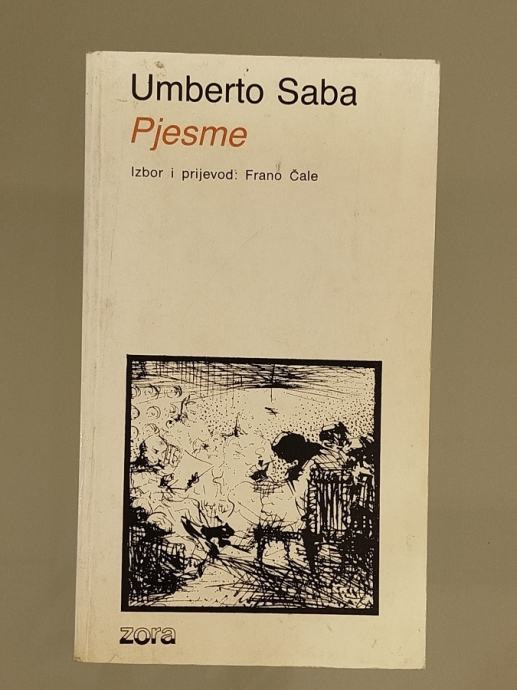 Umberto Saba
Pjesme
Izbor i prijevod: Frano Čale
zora